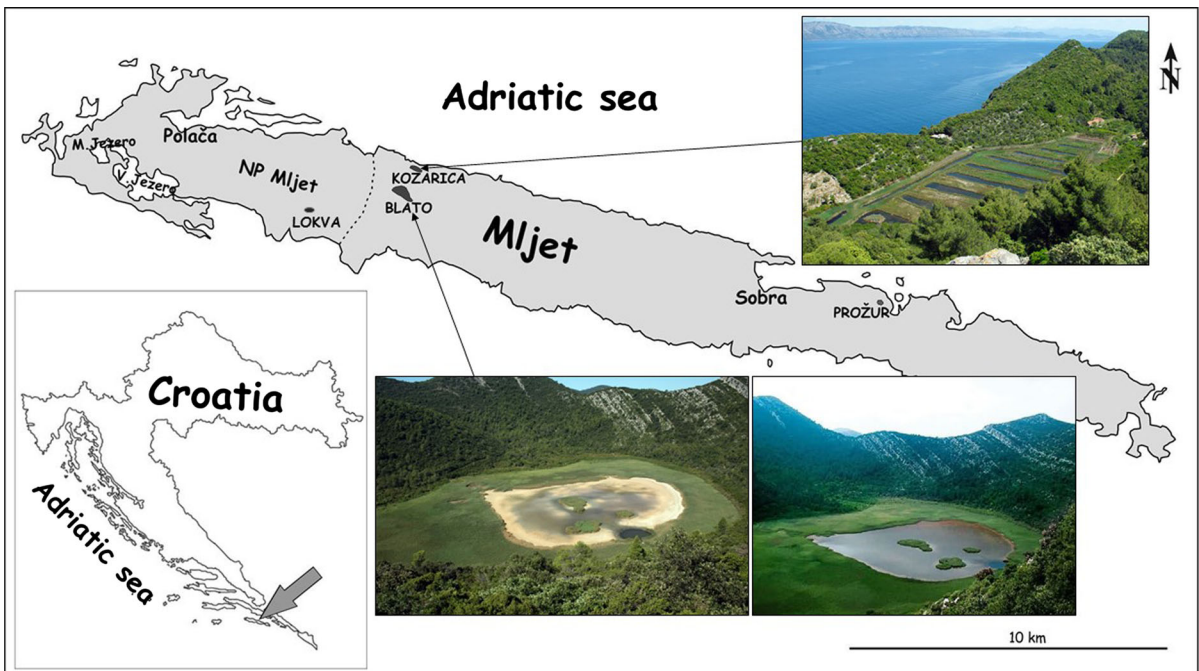 Adriatic sea
N
Polača
M. Jezero
V. Jezero
NP Mljet
KOZARICA
BLATO
LOKVA
Mljet
Sobra
PROŽUR
Croatia
Adriatic sea
10 km